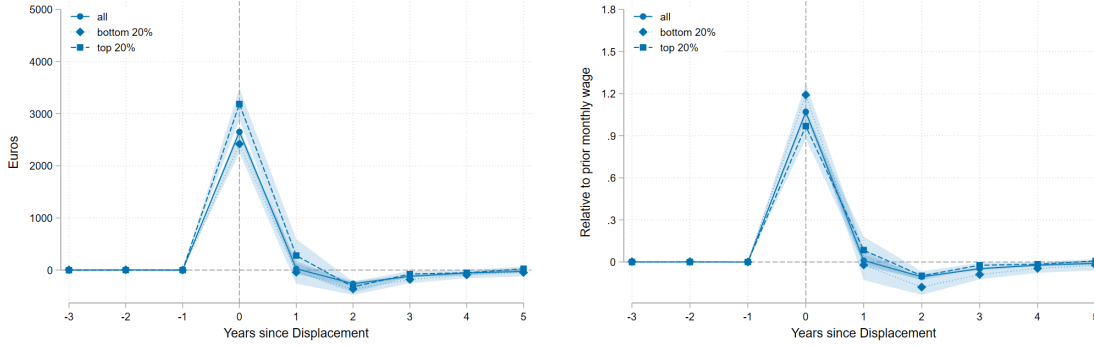 5000
4000
3000
2000
1000
0
Euros
all
bottom 20%
top 20%
-3 -2 -1 0 1 2 3 4 5
Years since Displacement
1.8
1.5
1.2
.9
.6
.3
0
Relative to prior monthly wage
all
bottom 20%
top 20%
-3 -2 -1 0 1 2 3 4 5
Years since Displacement